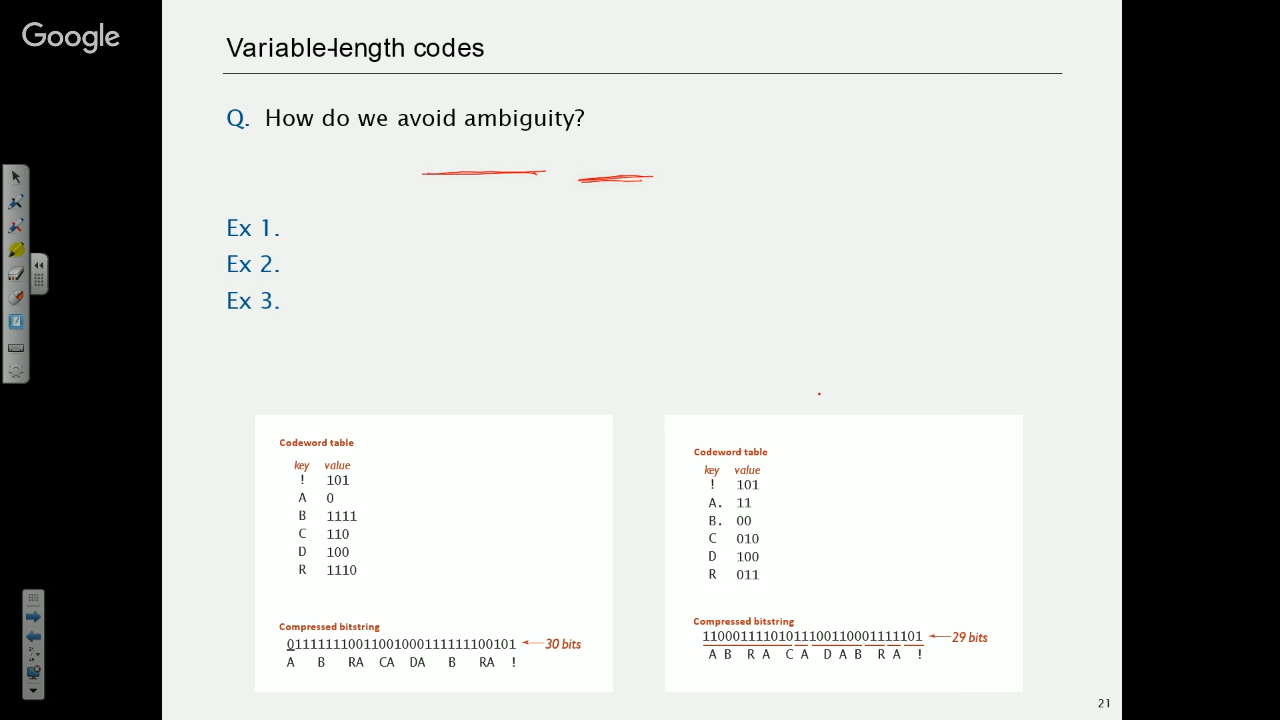 Google
Variable-length codes
Q. How do we avoid ambiguity?
Ex 1.
Ex 2.
Ex 3.
Codeword table
key value
! 101
A 0
B 1111
C 110
D 100
R 1110
Compressed bitstring
011111110011001000111111100101 30 bits
A B RA CA DA B RA !
Codeword table
key value
! 101
A. 11
B. 00
C 010
D 100
R 011
Compressed bitstring
11000111101011100110001111101 29 bits
A B R A C A D A B R A !
21